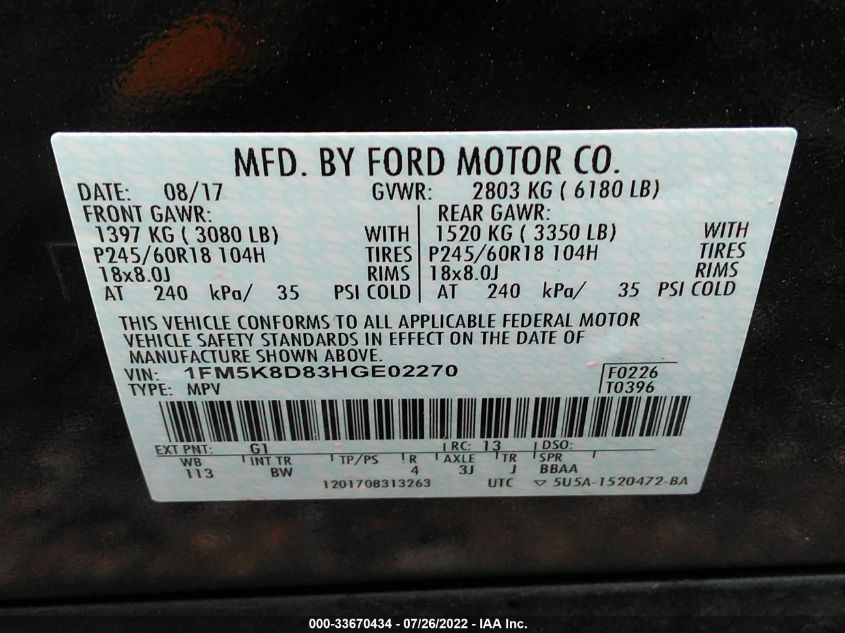 MFD. BY FORD MOTOR CO.
DATE: 08/17 GVWR: 2803 KG ( 6180 LB)
FRONT GAWR: REAR GAWR:
1397 KG ( 3080 LB) WITH 1520 KG ( 3350 LB) WITH
P245/60R18 104H TIRES P245/60R18 104H TIRES
18x8.0J RIMS 18x8.0J RIMS
AT 240 kPa/ 35 PSI COLD AT 240 kPa/ 35 PSI COLD
THIS VEHICLE CONFORMS TO ALL APPLICABLE FEDERAL MOTOR
VEHICLE SAFETY STANDARDS IN EFFECT ON THE DATE OF
MANUFACTURE SHOWN ABOVE.
VIN: 1FM5K8D83HGE02270 F0226
TYPE: MPV T0396
EXT PNT: G1 RC: 13 DSO:
WB INT TR TP/PS R AXLE TR SPR
113 BW 4 3J J BBAA
1201708313263 UTC ▽ 5U5A-1520472-BA
000-33670434 - 07/26/2022 - IAA Inc.